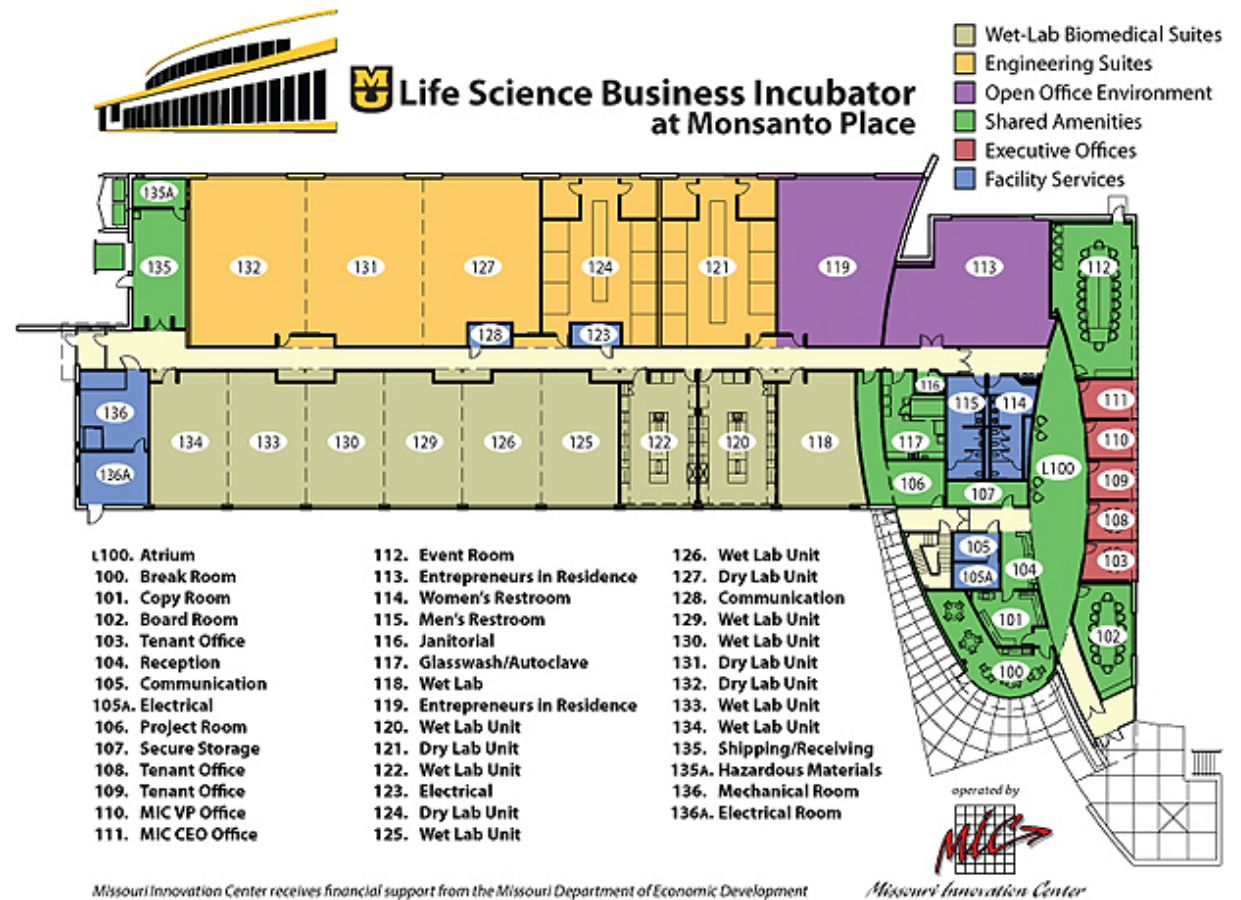 Wet-Lab Biomedical Suites
Engineering Suites
Open Office Environment
Shared Amenities
Executive Offices
Facility Services
MU Life Science Business Incubator
at Monsanto Place
135A
135
132
131
127
128
124
123
121
119
113
112
136
136A
134
133
130
129
126
125
122
120
118
116
117
115
114
106
107
L100
111
110
109
108
103
105
105A
104
101
100
102
L100. Atrium
100. Break Room
101. Copy Room
102. Board Room
103. Tenant Office
104. Reception
105. Communication
105A. Electrical
106. Project Room
107. Secure Storage
108. Tenant Office
109. Tenant Office
110. MIC VP Office
111. MIC CEO Office
112. Event Room
113. Entrepreneurs in Residence
114. Women's Restroom
115. Men's Restroom
116. Janitorial
117. Glasswash/Autoclave
118. Wet Lab
119. Entrepreneurs in Residence
120. Wet Lab Unit
121. Dry Lab Unit
122. Wet Lab Unit
123. Electrical
124. Dry Lab Unit
125. Wet Lab Unit
126. Wet Lab Unit
127. Dry Lab Unit
128. Communication
129. Wet Lab Unit
130. Wet Lab Unit
131. Dry Lab Unit
132. Dry Lab Unit
133. Wet Lab Unit
134. Wet Lab Unit
135. Shipping/Receiving
135A. Hazardous Materials
136. Mechanical Room
136A. Electrical Room
operated by
MIC
Missouri Innovation Center
Missouri Innovation Center receives financial support from the Missouri Department of Economic Development